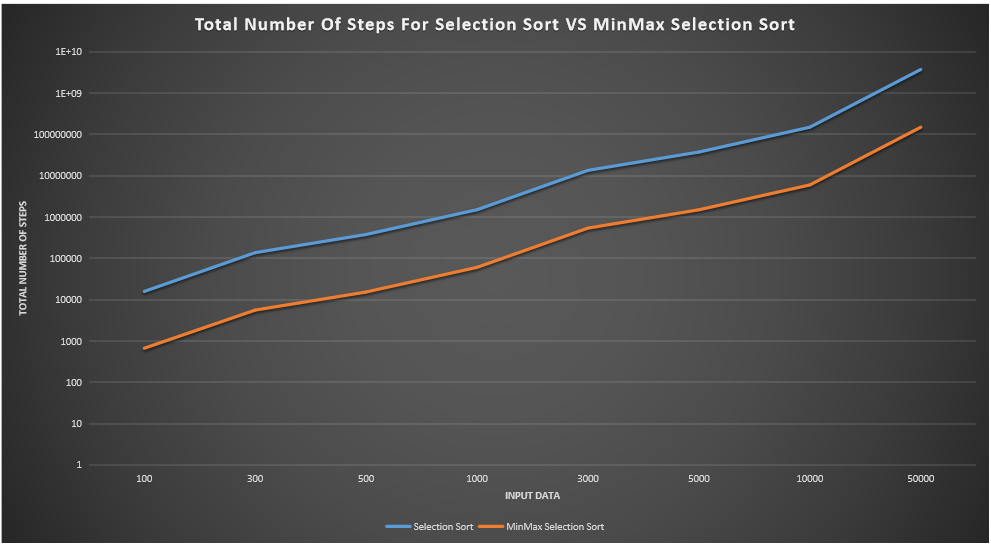 Total Number Of Steps For Selection Sort VS MinMax Selection Sort
1E+10
1E+09
100000000
10000000
1000000
100000
10000
1000
100
10
1
TOTAL NUMBER OF STEPS
100 300 500 1000 3000 5000 10000 50000
INPUT DATA
Selection Sort MinMax Selection Sort